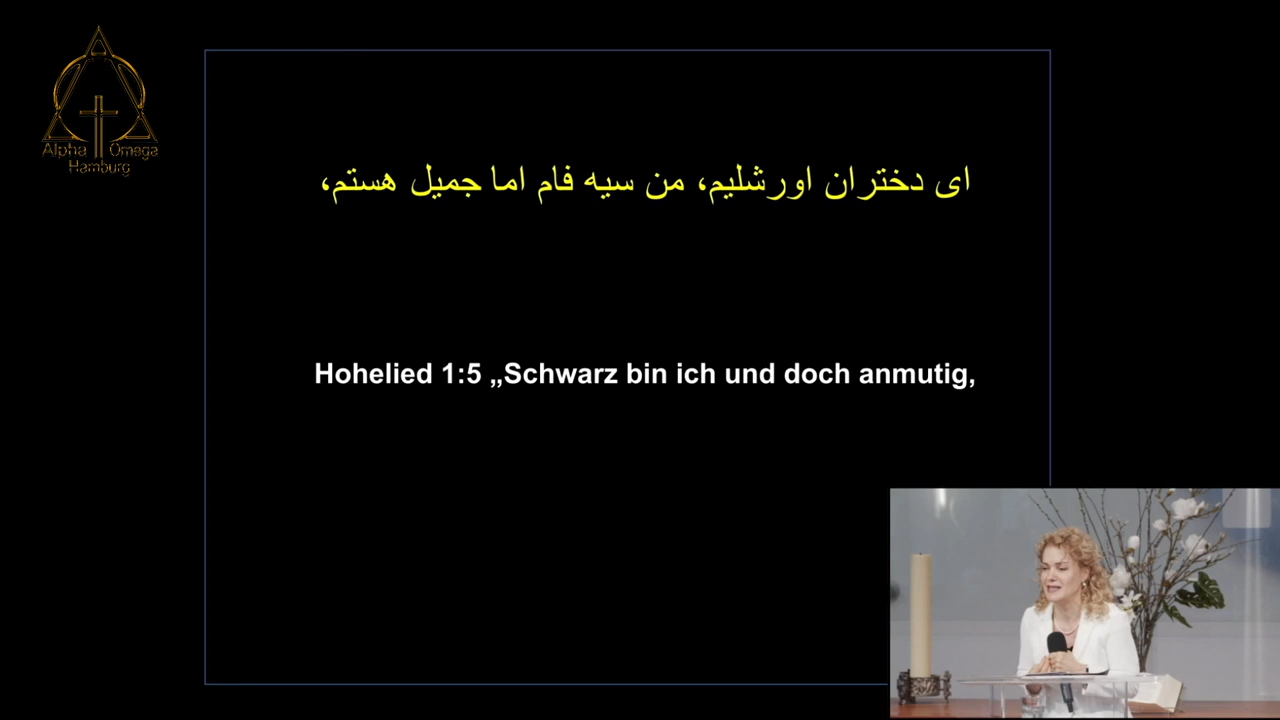 Alpha Omega
Hamburg
ای دختران اورشلیم، من سیه فام اما جمیل هستم،
Hohelied 1:5 „Schwarz bin ich und doch anmutig,